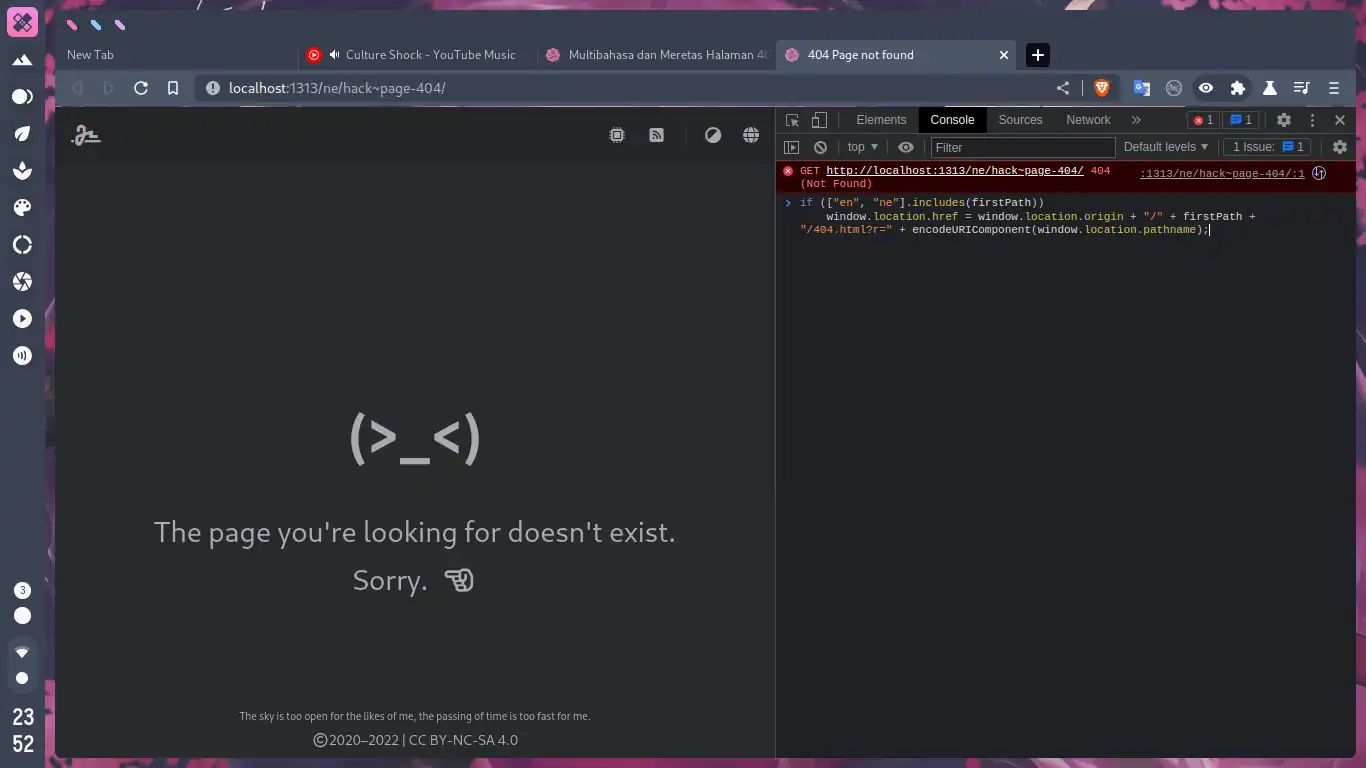 New Tab
Culture Shock - YouTube Music
Multibahasa dan Meretas Halaman 40
404 Page not found
localhost:1313/ne/hack~page-404/
Elements
Console
Sources
Network
1
1
top
Filter
Default levels
1 Issue:
1
GET http://localhost:1313/ne/hack~page-404/ 404
(Not Found)
:1313/ne/hack~page-404/:1
if (["en", "ne"].includes(firstPath))
window.location.href = window.location.origin + "/" + firstPath +
"/404.html?r=" + encodeURIComponent(window.location.pathname);
(>_<)
The page you're looking for doesn't exist.
Sorry.
The sky is too open for the likes of me, the passing of time is too fast for me.
©2020–2022 | CC BY-NC-SA 4.0
3
23
52